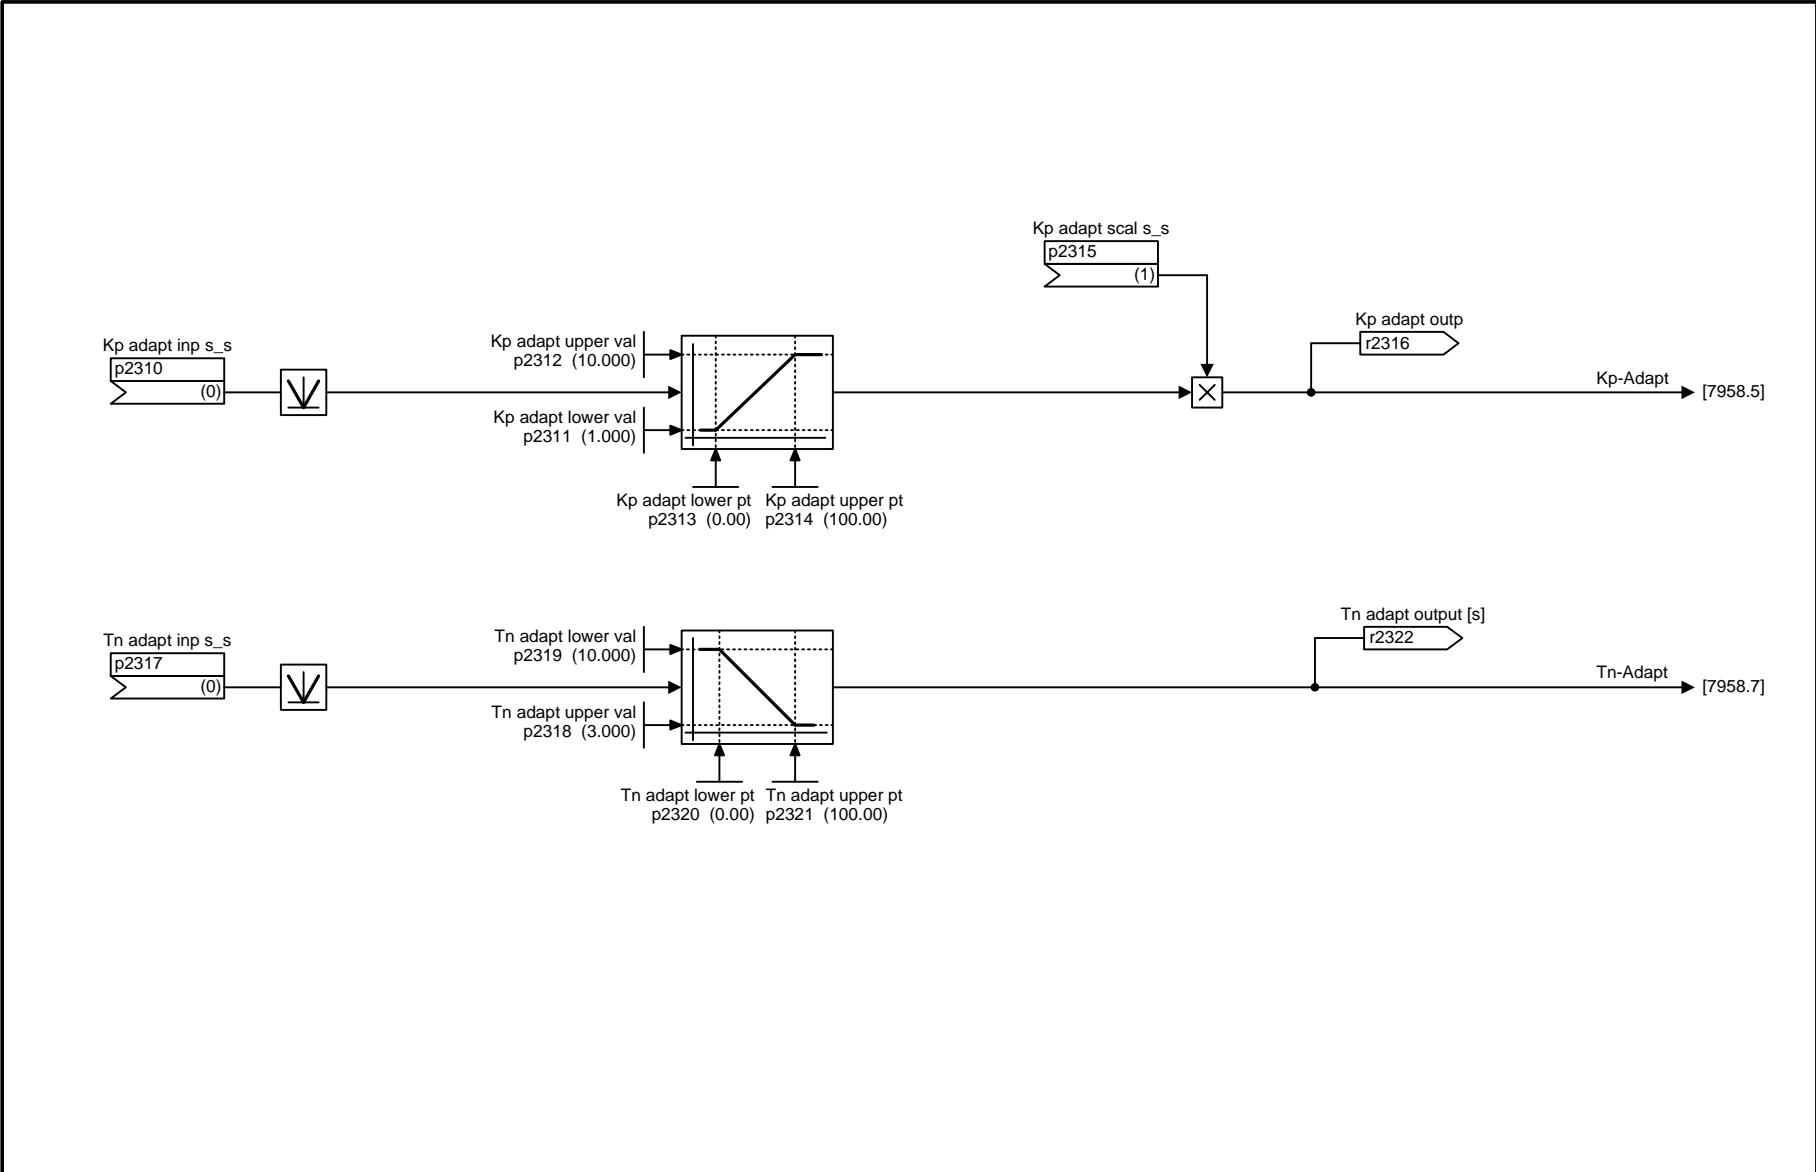 Kp adapt scal s_s
p2315
(1)
Kp adapt outp
r2316
Kp adapt inp s_s
p2310
(0)
Kp adapt upper val
p2312 (10.000)
Kp adapt lower val
p2311 (1.000)
Kp-Adapt
[7958.5]
Kp adapt lower pt
p2313 (0.00)
Kp adapt upper pt
p2314 (100.00)
Tn adapt output [s]
r2322
Tn adapt inp s_s
p2317
(0)
Tn adapt lower val
p2319 (10.000)
Tn adapt upper val
p2318 (3.000)
Tn-Adapt
[7958.7]
Tn adapt lower pt
p2320 (0.00)
Tn adapt upper pt
p2321 (100.00)